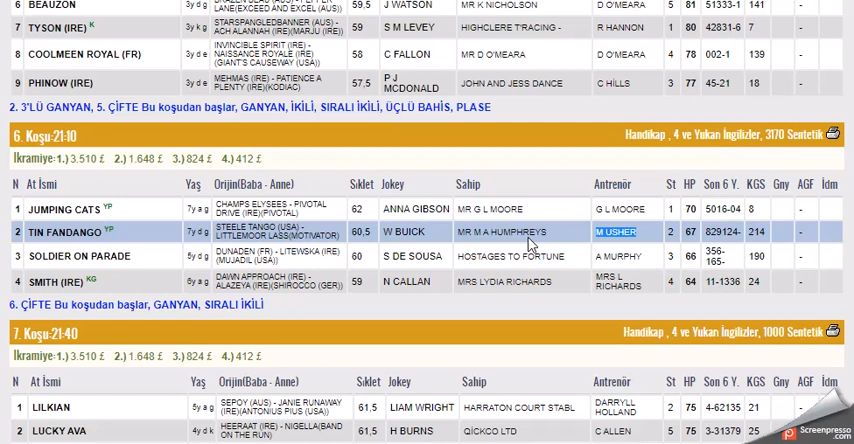 6 BEAUZON 3y d g LANE(EXCEED AND EXCEL (AUS)) 59,5 J WATSON MR K NICHOLSON D O'MEARA 5 81 51333-1 141 -
7 TYSON (IRE) K 3y k g STARSPANGLEDBANNER (AUS) - ACH ALANNAH (IRE)(MARJU (IRE)) 59 S M LEVEY HIGHCLERE T'RACING - R HANNON 1 80 42831-6 7 -
8 COOLMEEN ROYAL (FR) 3y d e INVINCIBLE SPIRIT (IRE) - NAISSANCE ROYALE (IRE) (GIANT'S CAUSEWAY (USA)) 58 C FALLON MR D O'MEARA D O'MEARA 4 78 002-1 139 -
9 PHINOW (IRE) 3y d e MEHMAS (IRE) - PATIENCE A PLENTY (IRE)(KODIAC) 57,5 P J MCDONALD JOHN AND JESS DANCE C HİLLS 3 77 45-21 18 -
2. 3'LÜ GANYAN, 5. ÇİFTE Bu koşudan başlar, GANYAN, İKİLİ, SIRALI İKİLİ, ÜÇLÜ BAHİS, PLASE
6. Koşu:21:10 Handikap , 4 ve Yukarı İngilizler, 3170 Sentetik
İkramiye:1.) 3.510 £ 2.) 1.648 £ 3.) 824 £ 4.) 412 £
N At İsmi Yaş Orijin(Baba - Anne) Sıklet Jokey Sahip Antrenör St HP Son 6 Y. KGS Gny AGF İdm
1 JUMPING CATS YP 7y a g CHAMPS ELYSEES - PIVOTAL DRIVE (IRE)(PIVOTAL) 62 ANNA GIBSON MR G L MOORE G L MOORE 1 70 5016-04 8 -
2 TIN FANDANGO YP 7y d g STEELE TANGO (USA) - LITTLEMOOR LASS(MOTIVATOR) 60,5 W BUICK MR M A HUMPHREYS M USHER 2 67 829124- 214 -
3 SOLDIER ON PARADE 5y d g DUNADEN (FR) - LITEWSKA (IRE) (MUJADIL (USA)) 60 S DE SOUSA HOSTAGES TO FORTUNE A MURPHY 3 66 356-165- 190 -
4 SMITH (IRE) KG 6y a g DAWN APPROACH (IRE) - ALAZEYA (IRE)(SHIROCCO (GER)) 59 N CALLAN MRS LYDIA RICHARDS MRS L RICHARDS 4 64 11-1336 24 -
6. ÇİFTE Bu koşudan başlar, GANYAN, SIRALI İKİLİ
7. Koşu:21:40 Handikap , 4 ve Yukarı İngilizler, 1000 Sentetik
İkramiye:1.) 3.510 £ 2.) 1.648 £ 3.) 824 £ 4.) 412 £
N At İsmi Yaş Orijin(Baba - Anne) Sıklet Jokey Sahip Antrenör St HP Son 6 Y. KGS Gny AGF İdm
1 LILKIAN 5y a g SEPOY (AUS) - JANIE RUNAWAY (IRE)(ANTONIUS PIUS (USA)) 61,5 LIAM WRIGHT HARRATON COURT STABL DARRYLL HOLLAND 2 75 4-62135 21
2 LUCKY AVA 4y d k HEERAAT (IRE) - NIGELLA(BAND ON THE RUN) 61,5 H BURNS QİCKCO LTD C ALLEN 5 75 3-31379 25
Screenpresso
.com